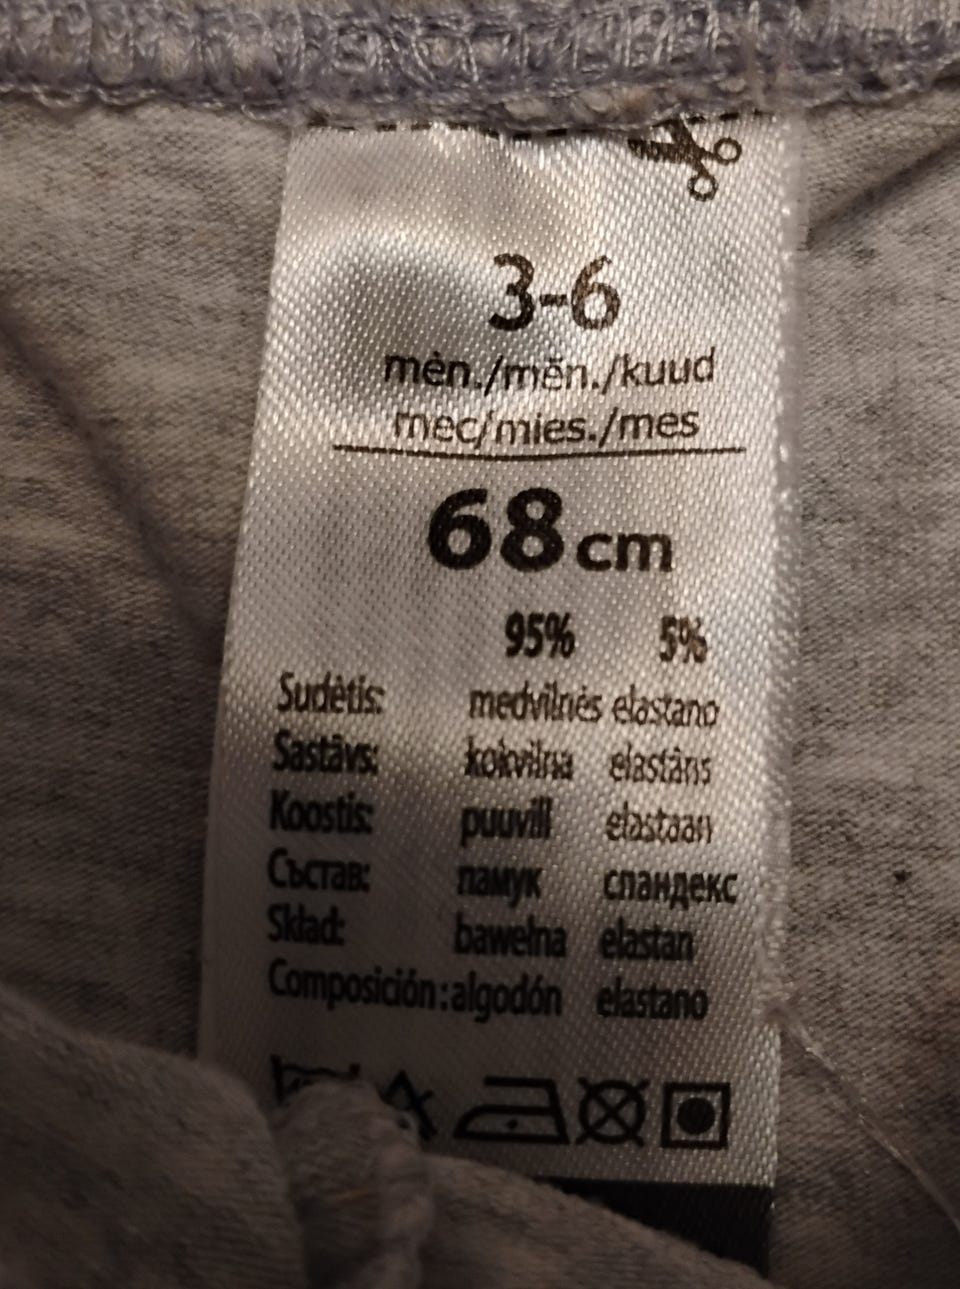 3-6
mėn./mēn./kuud
mec/mies./mes
68 cm
95% 5%
Sudėtis: medvilnės elastano
Sastāvs: kokvilna elastāns
Koostis: puuvill elastaan
Състав: памук спандекс
Skład: bawełna elastan
Composición: algodón elastano